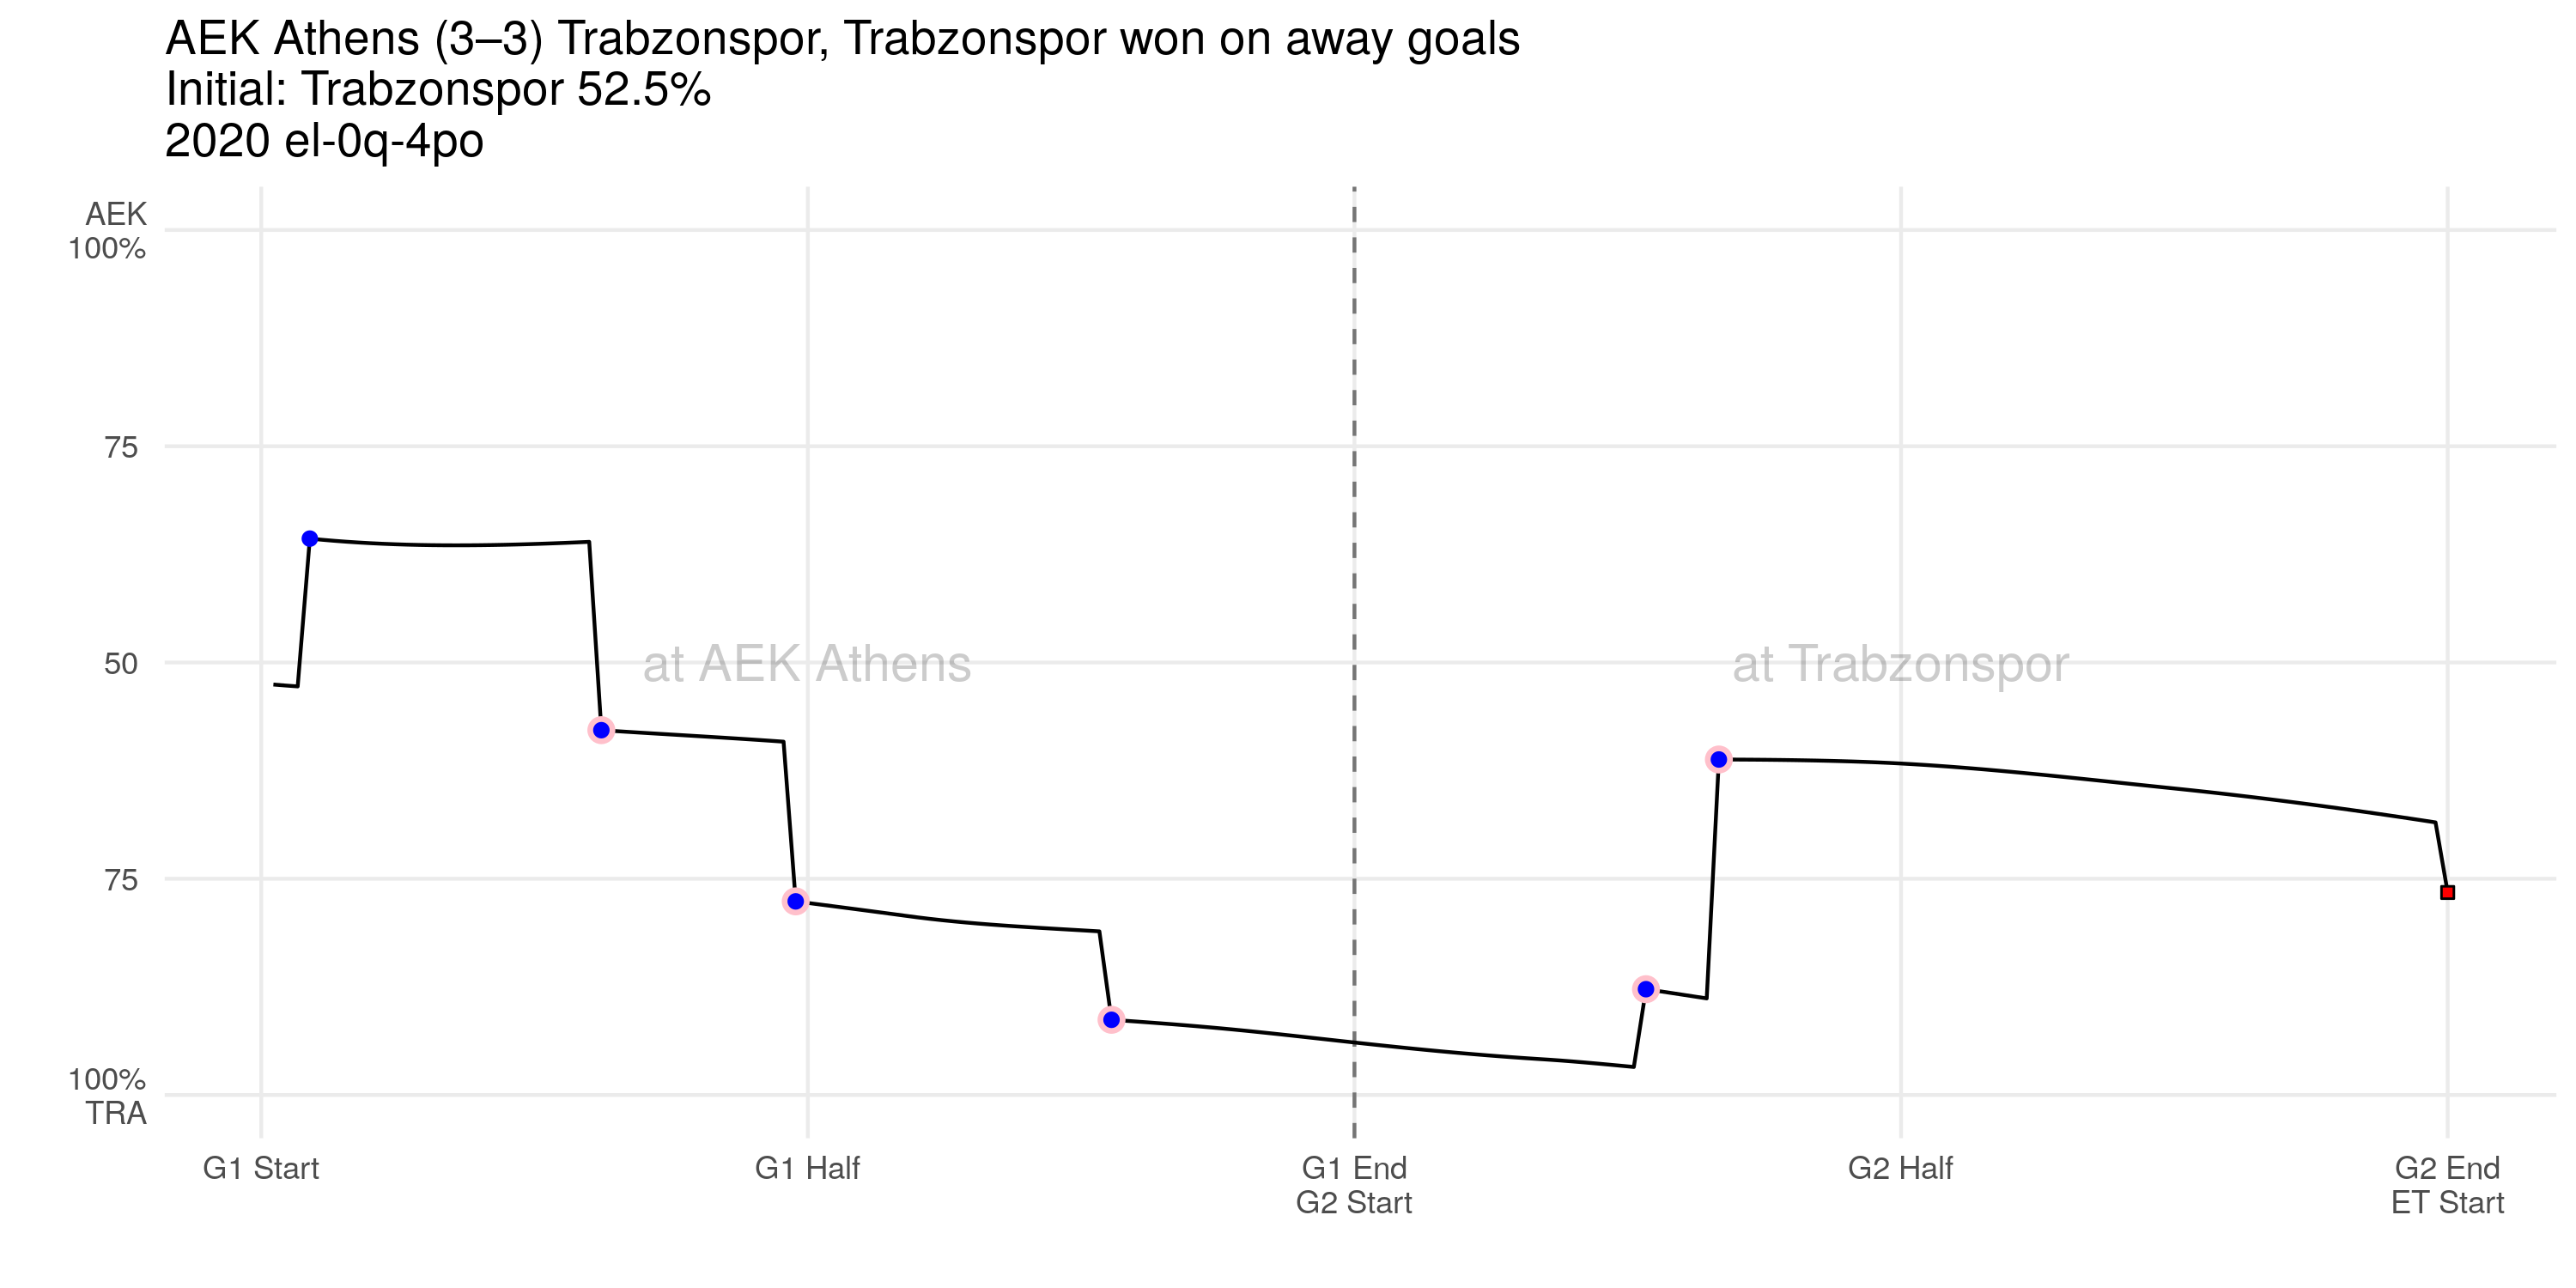 AEK Athens (3–3) Trabzonspor, Trabzonspor won on away goals
Initial: Trabzonspor 52.5%
2020 el-0q-4po
AEK
100%
75
50
75
100%
TRA
at AEK Athens
at Trabzonspor
G1 Start
G1 Half
G1 End
G2 Start
G2 Half
G2 End
ET Start